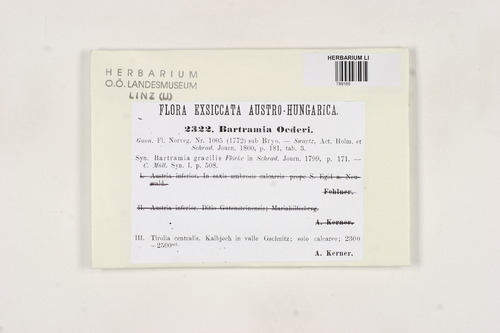 HERBARIUM LI
HERBARIUM
O.Ö. LANDESMUSEUM
LINZ (LI)
FLORA EXSICCATA AUSTRO-HUNGARICA.
2322. Bartramia Oederi.
Gunn. Fl. Norveg. Nr. 1005 (1772) sub Bryo. — Swartz, Act. Holm. et
Schrad. Journ. 1800, p. 181, tab. 3.
Syn. Bartramia gracilis Flörke in Schrad. Journ. 1799, p. 171. —
C. Müll. Syn. I. p. 508.
I. Austria inferior. In saxis umbrosis calcareis prope S. Egid a. Neu-
wald.
Fehlner.
II. Austria inferior. Ditio Gutensteinensis; Mariahilferberg.
A. Kerner.
III. Tirolia centralis. Kalbjoch in valle Gschnitz; solo calcareo; 2300
—2500
A. Kerner.